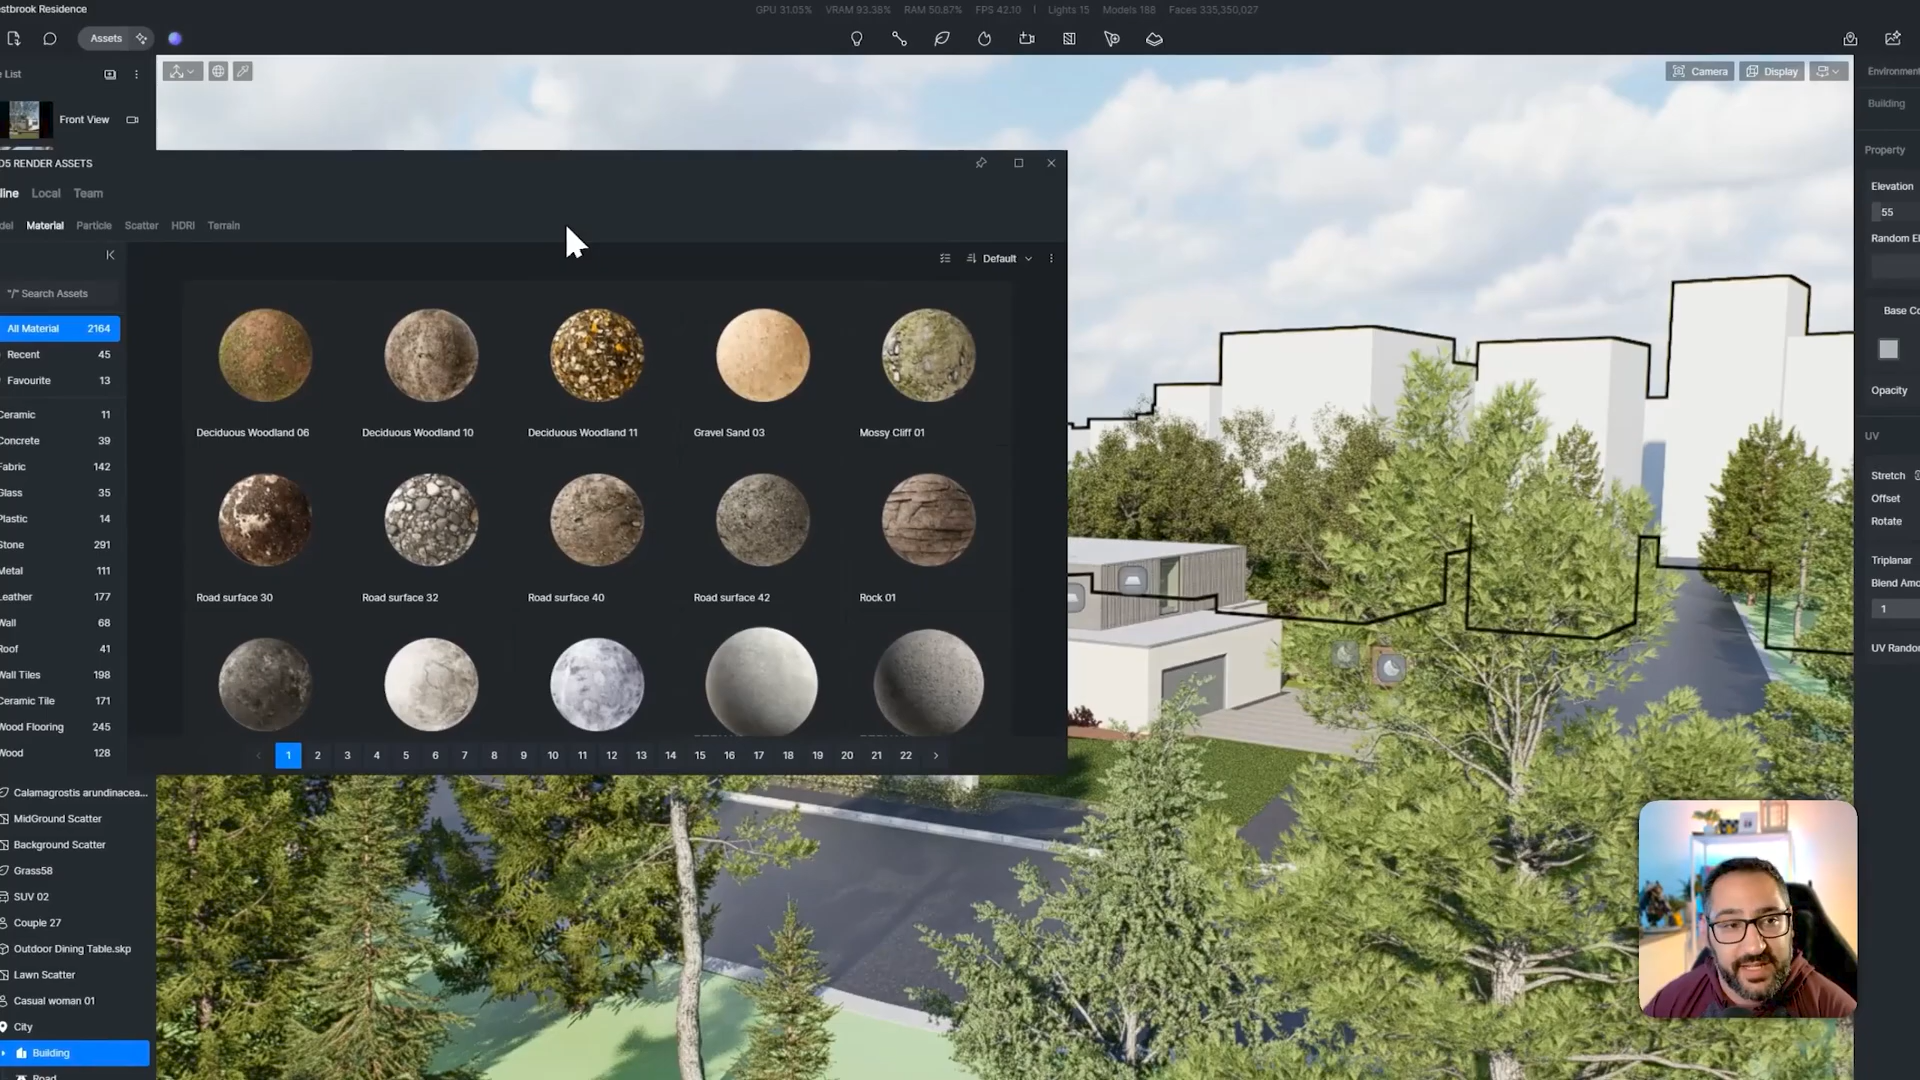 stbrook Residence
GPU 31.05% VRAM 93.38% RAM 50.87% FPS 42.10 | Lights 15 Models 188 Faces 335,350,027
Assets
e List
Front View
Camera
Display
Environment
Building
Property
Elevation
55
Random El
Base Co
Opacity
UV
Stretch
Offset
Rotate
Triplanar
Blend Amo
1
UV Random
D5 RENDER ASSETS
line Local Team
del Material Particle Scatter HDRI Terrain
Default
"/" Search Assets
All Material 2164
Recent 45
Favourite 13
Ceramic 11
Concrete 39
Fabric 142
Glass 35
Plastic 14
Stone 291
Metal 111
Leather 177
Wall 68
Roof 41
Wall Tiles 198
Ceramic Tile 171
Wood Flooring 245
Wood 128
Deciduous Woodland 06
Deciduous Woodland 10
Deciduous Woodland 11
Gravel Sand 03
Mossy Cliff 01
Road surface 30
Road surface 32
Road surface 40
Road surface 42
Rock 01
1 2 3 4 5 6 7 8 9 10 11 12 13 14 15 16 17 18 19 20 21 22
Calamagrostis arundinacea...
MidGround Scatter
Background Scatter
Grass58
SUV 02
Couple 27
Outdoor Dining Table.skp
Lawn Scatter
Casual woman 01
City
Building
Road